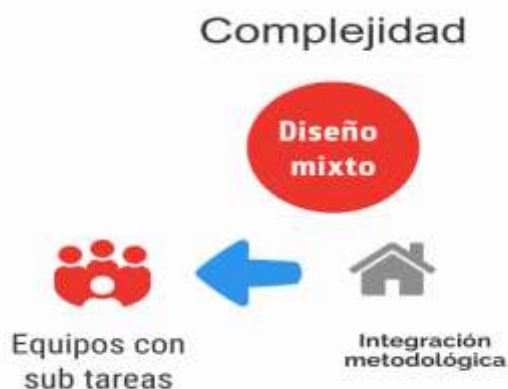 Complejidad
Diseño
mixto
Equipos con
sub tareas
Integración
metodológica